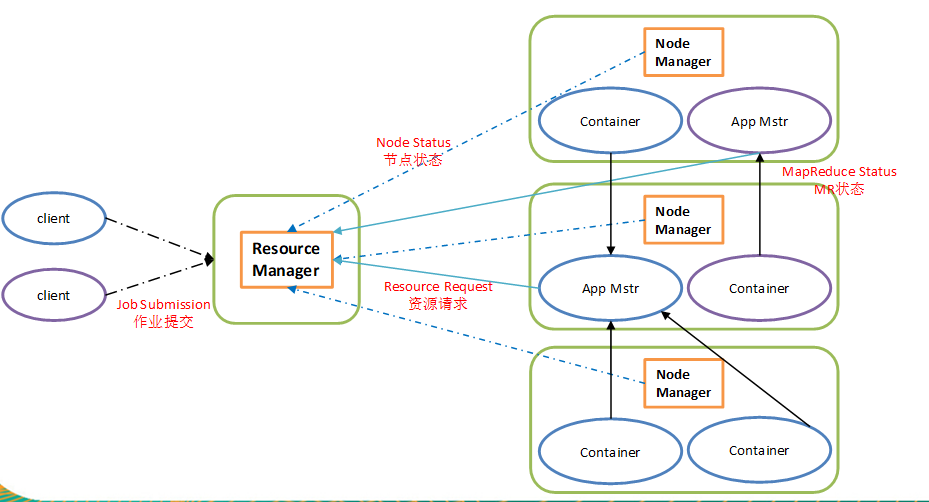 Node
Manager
Container
App Mstr
Node Status
节点状态
MapReduce Status
MR状态
client
Node
Manager
Resource
Manager
client
Job Submission
作业提交
Resource Request
资源请求
App Mstr
Container
Node
Manager
Container
Container